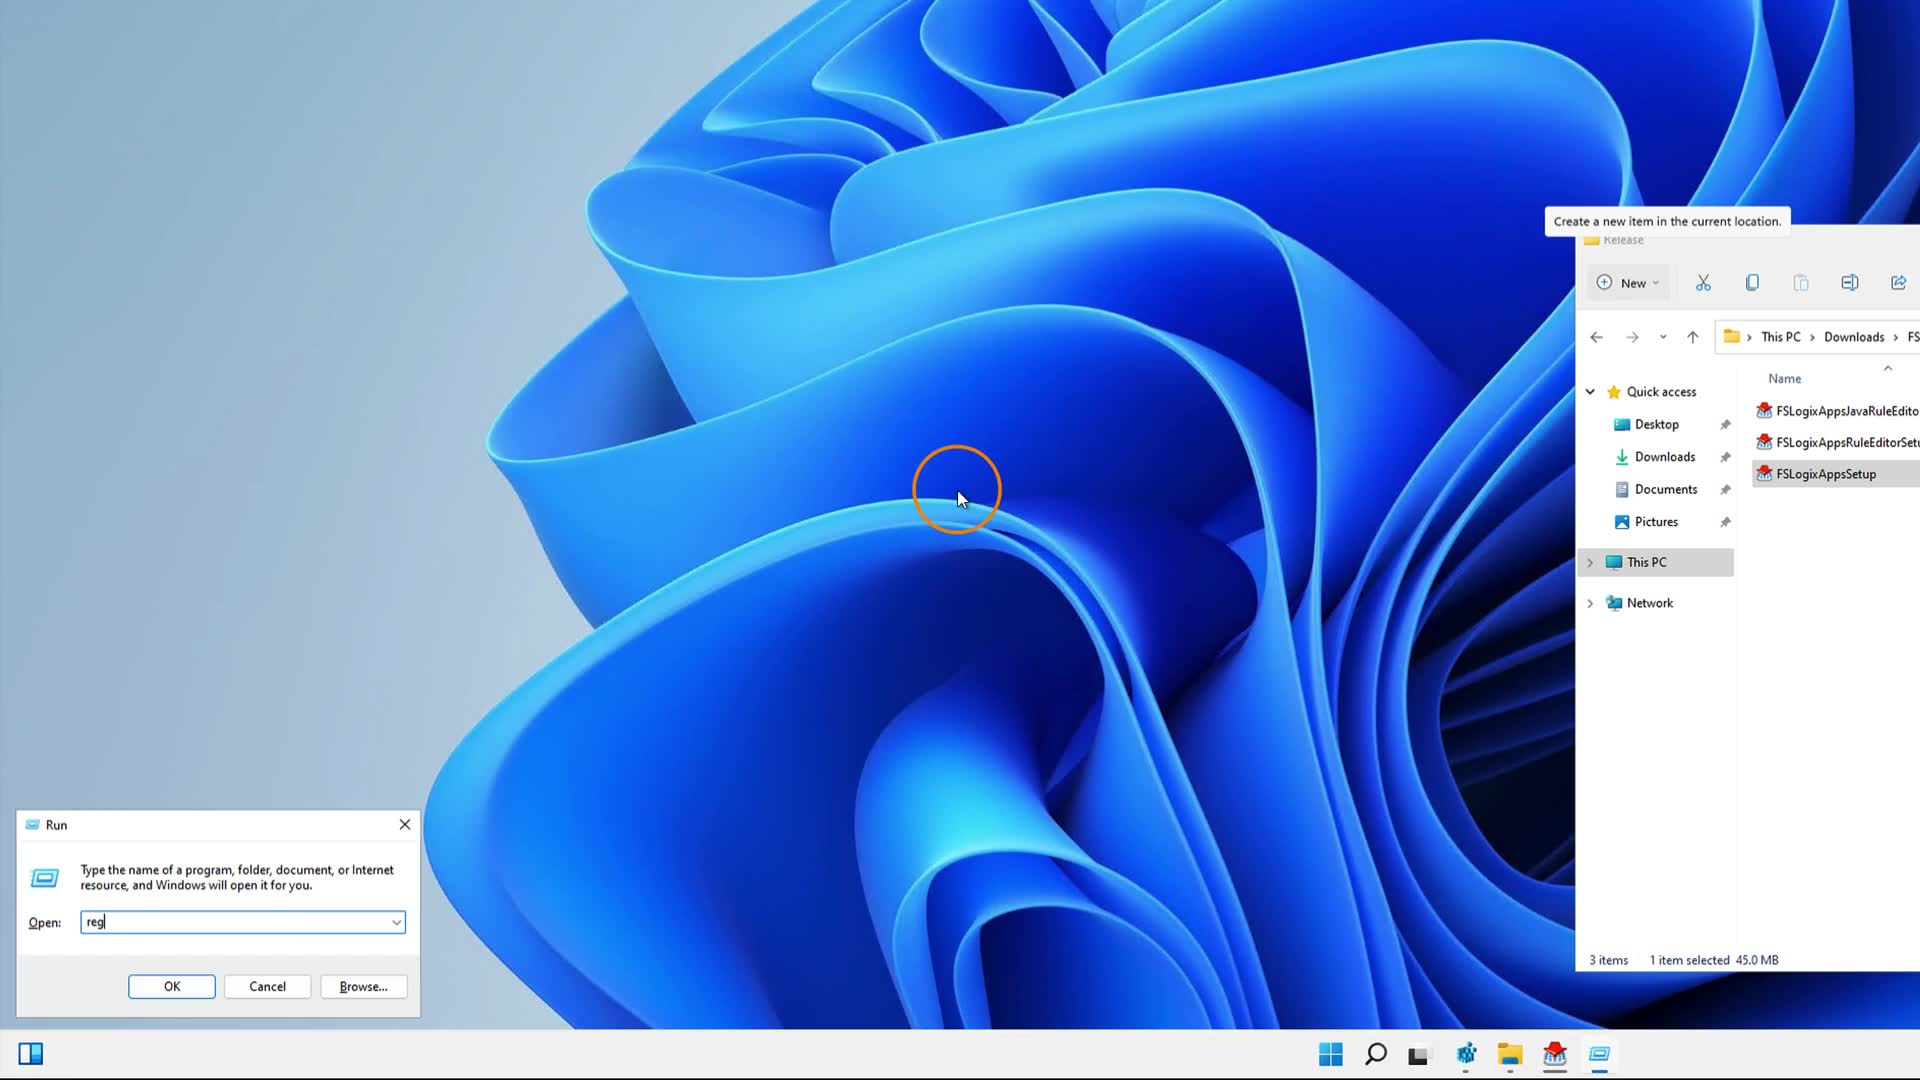 Create a new item in the current location.
Release
New
This PC
Downloads
FS
Name
Quick access
Desktop
Downloads
Documents
Pictures
This PC
Network
FSLogixAppsJavaRuleEdito
FSLogixAppsRuleEditorSetu
FSLogixAppsSetup
3 items
1 item selected 45.0 MB
Run
Type the name of a program, folder, document, or Internet
resource, and Windows will open it for you.
Open:
reg
OK
Cancel
Browse...